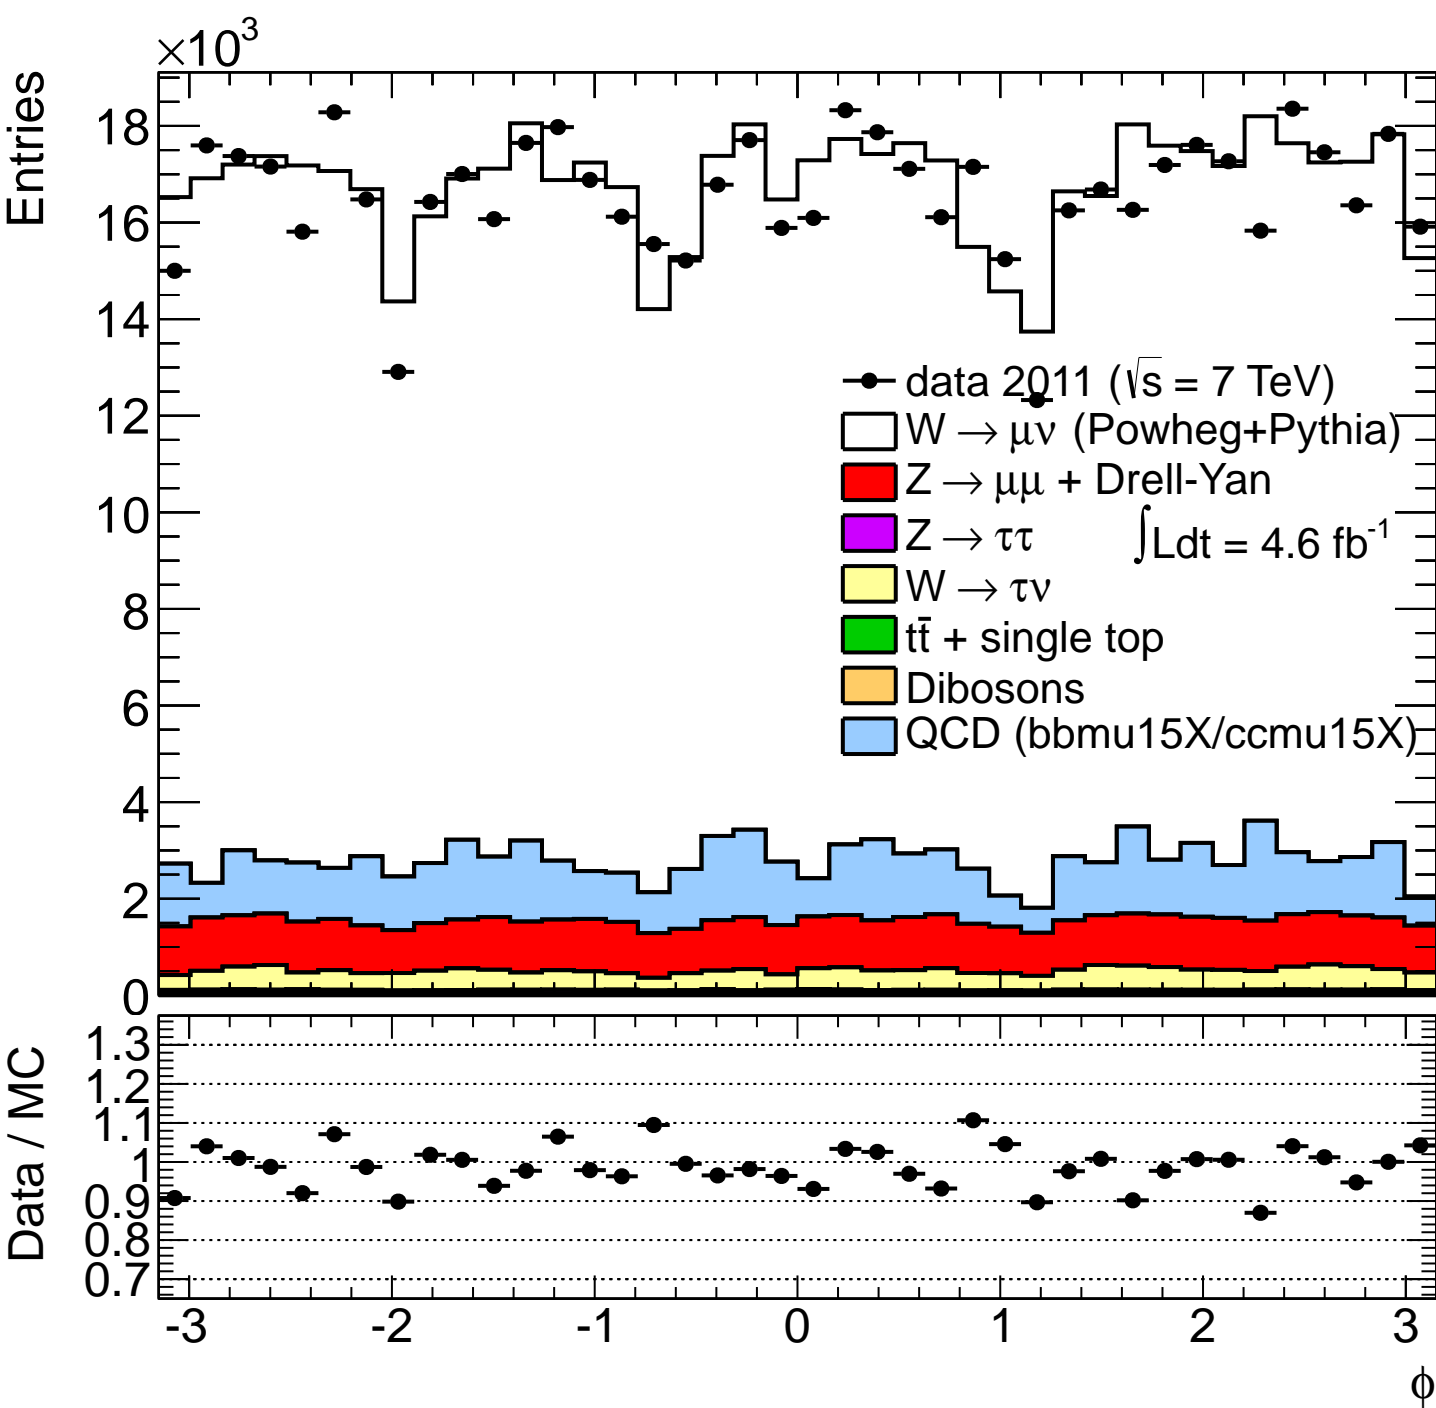 ×10³
Entries
18
16
14
12
10
8
6
4
2
0
data 2011 (√s = 7 TeV)
W → μν (Powheg+Pythia)
Z → μμ + Drell-Yan
Z → ττ
∫Ldt = 4.6 fb⁻¹
W → τν
tt̄ + single top
Dibosons
QCD (bbmu15X/ccmu15X)
Data / MC
1.3
1.2
1.1
1
0.9
0.8
0.7
-3 -2 -1 0 1 2 3
ϕ